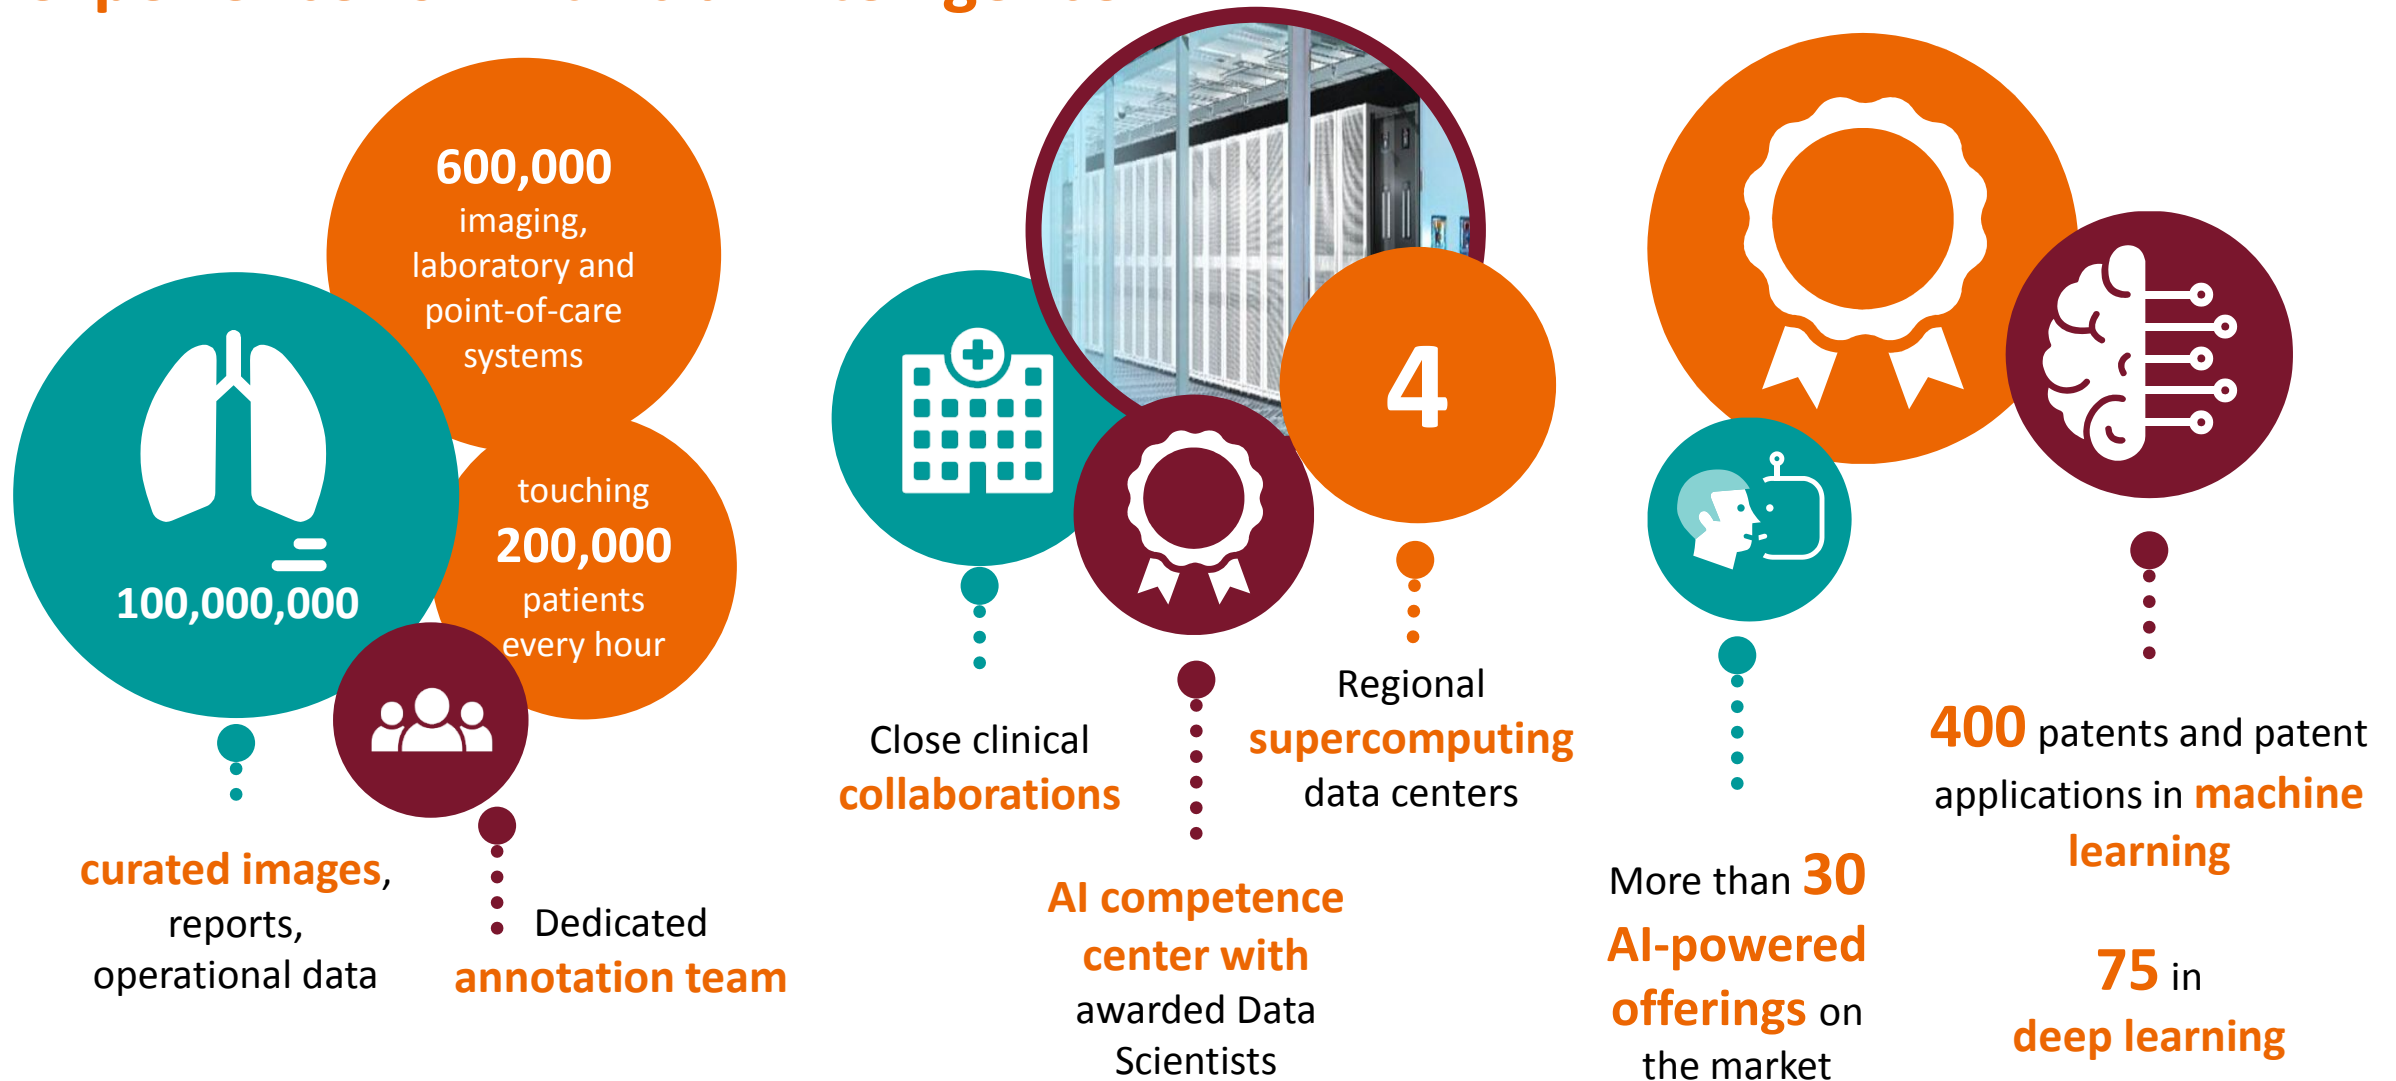 600,000
imaging,
laboratory and
point-of-care
systems
100,000,000
touching
200,000
patients
every hour
curated images,
reports,
operational data
Dedicated
annotation team
4
Close clinical
collaborations
AI competence
center with
awarded Data
Scientists
Regional
supercomputing
data centers
More than 30
AI-powered
offerings on
the market
400 patents and patent
applications in machine
learning
75 in
deep learning